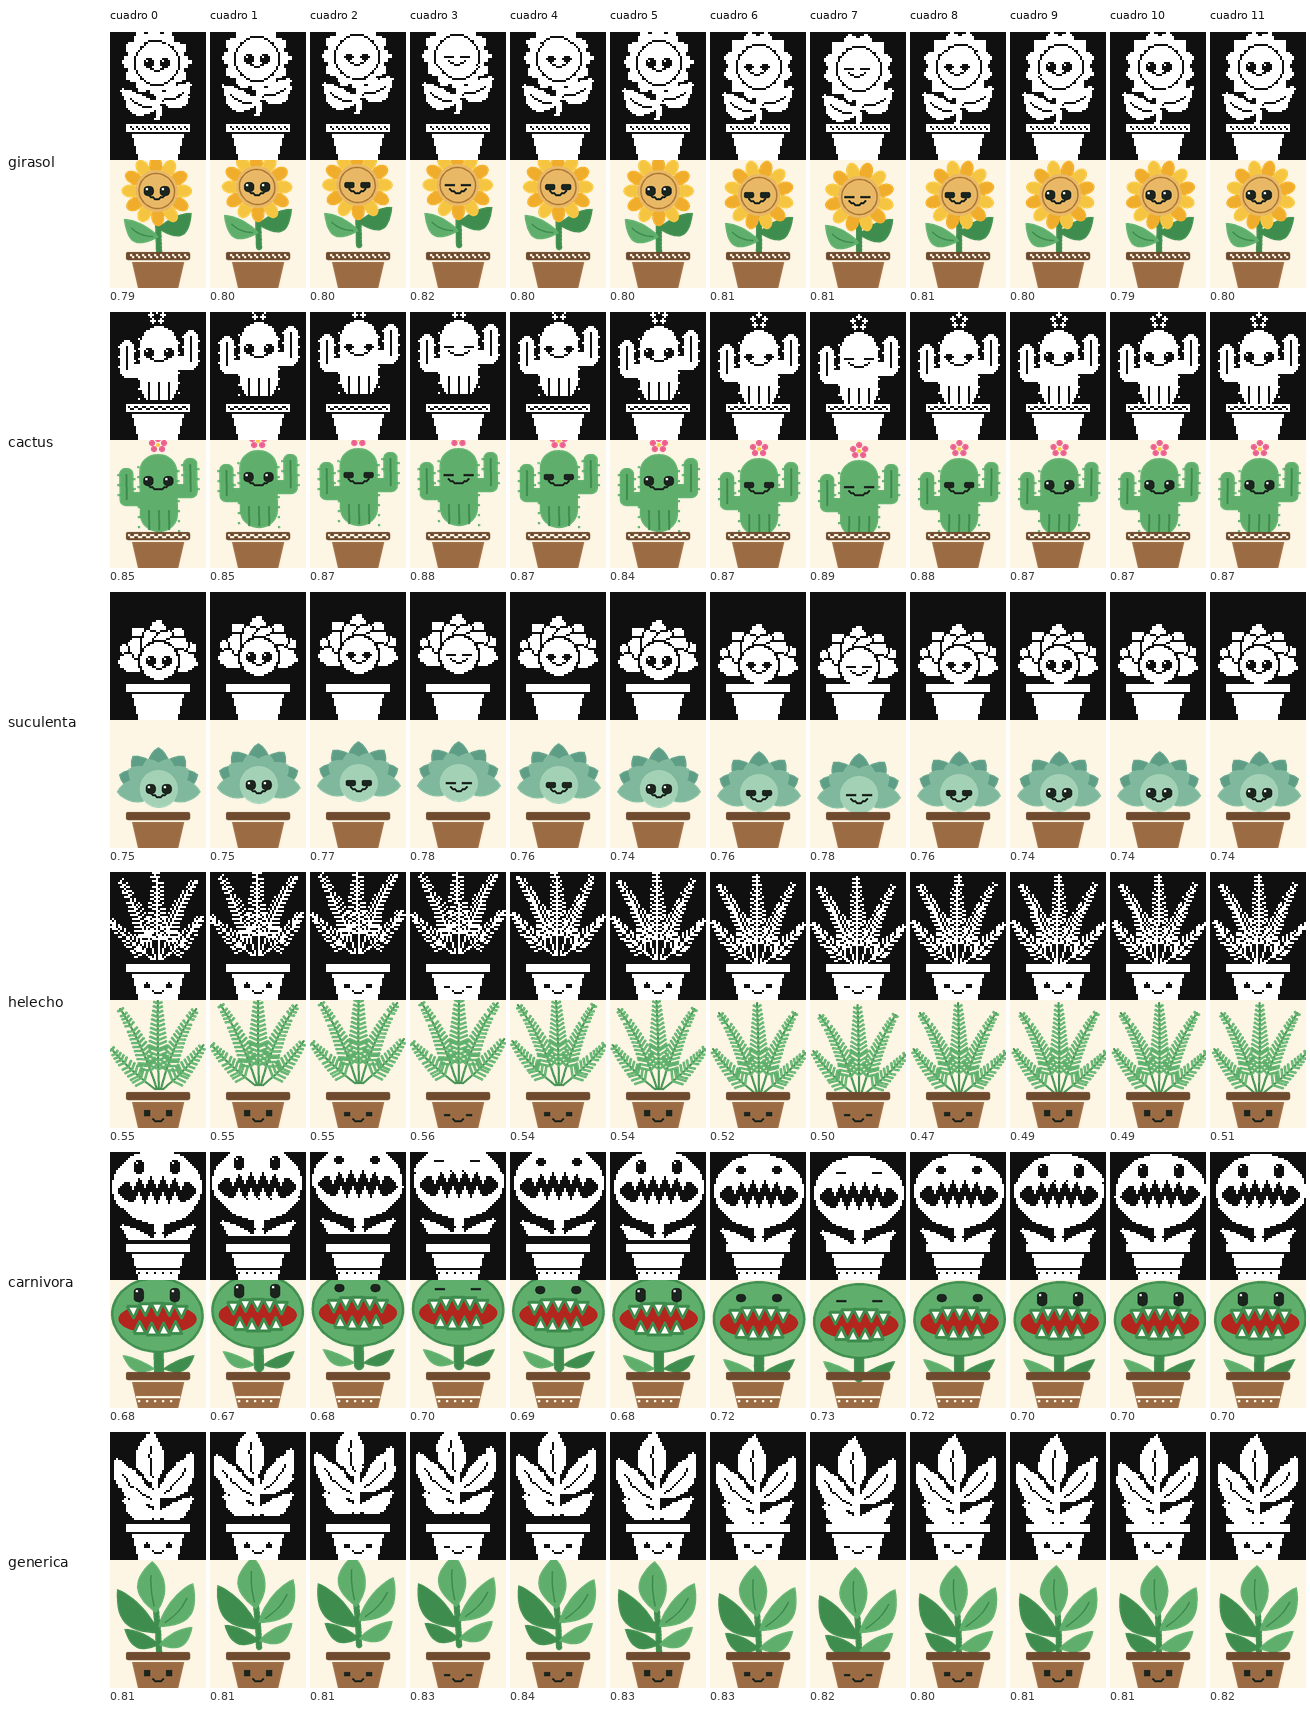 cuadro 0 cuadro 1 cuadro 2 cuadro 3 cuadro 4 cuadro 5 cuadro 6 cuadro 7 cuadro 8 cuadro 9 cuadro 10 cuadro 11
girasol
0.79 0.80 0.80 0.82 0.80 0.80 0.81 0.81 0.81 0.80 0.79 0.80
cactus
0.85 0.85 0.87 0.88 0.87 0.84 0.87 0.89 0.88 0.87 0.87 0.87
suculenta
0.75 0.75 0.77 0.78 0.76 0.74 0.76 0.78 0.76 0.74 0.74 0.74
helecho
0.55 0.55 0.55 0.56 0.54 0.54 0.52 0.50 0.47 0.49 0.49 0.51
carnivora
0.68 0.67 0.68 0.70 0.69 0.68 0.72 0.73 0.72 0.70 0.70 0.70
generica
0.81 0.81 0.81 0.83 0.84 0.83 0.83 0.82 0.80 0.81 0.81 0.82